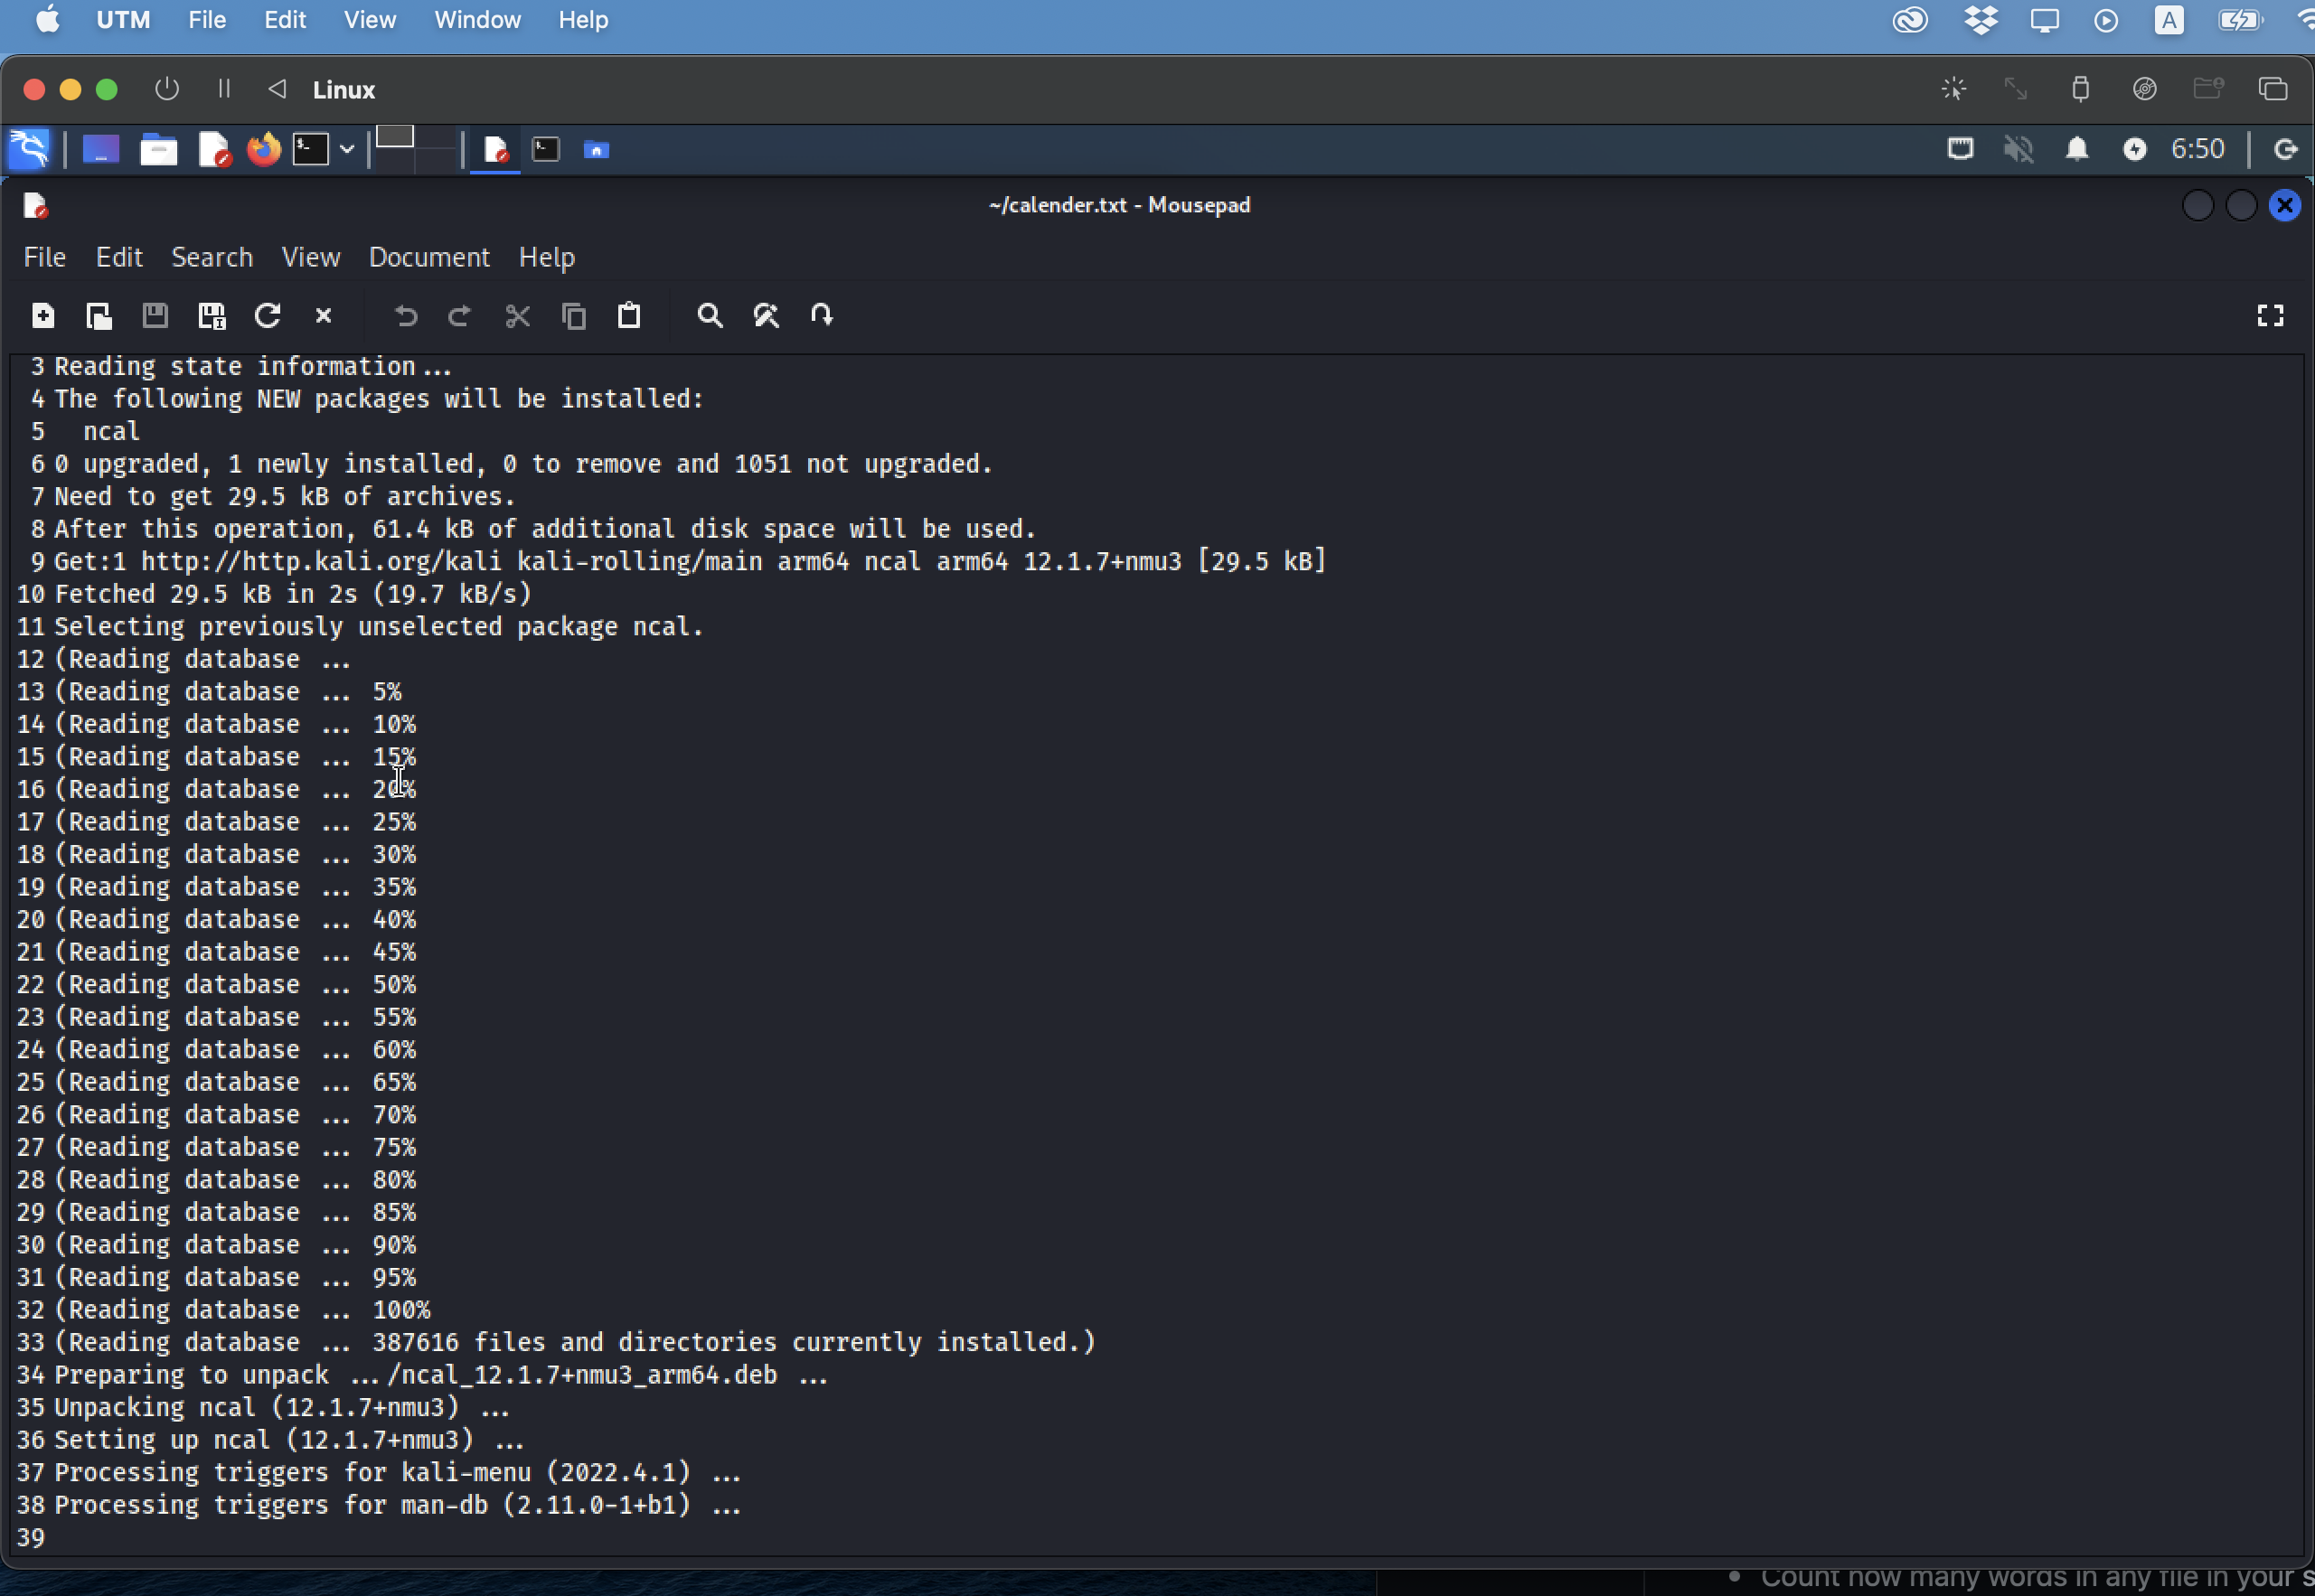 UTM File Edit View Window Help A
Linux
6:50
~/calender.txt - Mousepad
File Edit Search View Document Help
3 Reading state information...
4 The following NEW packages will be installed:
5   ncal
6 0 upgraded, 1 newly installed, 0 to remove and 1051 not upgraded.
7 Need to get 29.5 kB of archives.
8 After this operation, 61.4 kB of additional disk space will be used.
9 Get:1 http://http.kali.org/kali kali-rolling/main arm64 ncal arm64 12.1.7+nmu3 [29.5 kB]
10 Fetched 29.5 kB in 2s (19.7 kB/s)
11 Selecting previously unselected package ncal.
12 (Reading database ...
13 (Reading database ... 5%
14 (Reading database ... 10%
15 (Reading database ... 15%
16 (Reading database ... 20%
17 (Reading database ... 25%
18 (Reading database ... 30%
19 (Reading database ... 35%
20 (Reading database ... 40%
21 (Reading database ... 45%
22 (Reading database ... 50%
23 (Reading database ... 55%
24 (Reading database ... 60%
25 (Reading database ... 65%
26 (Reading database ... 70%
27 (Reading database ... 75%
28 (Reading database ... 80%
29 (Reading database ... 85%
30 (Reading database ... 90%
31 (Reading database ... 95%
32 (Reading database ... 100%
33 (Reading database ... 387616 files and directories currently installed.)
34 Preparing to unpack .../ncal_12.1.7+nmu3_arm64.deb ...
35 Unpacking ncal (12.1.7+nmu3) ...
36 Setting up ncal (12.1.7+nmu3) ...
37 Processing triggers for kali-menu (2022.4.1) ...
38 Processing triggers for man-db (2.11.0-1+b1) ...
39
• Count how many words in any file in your s